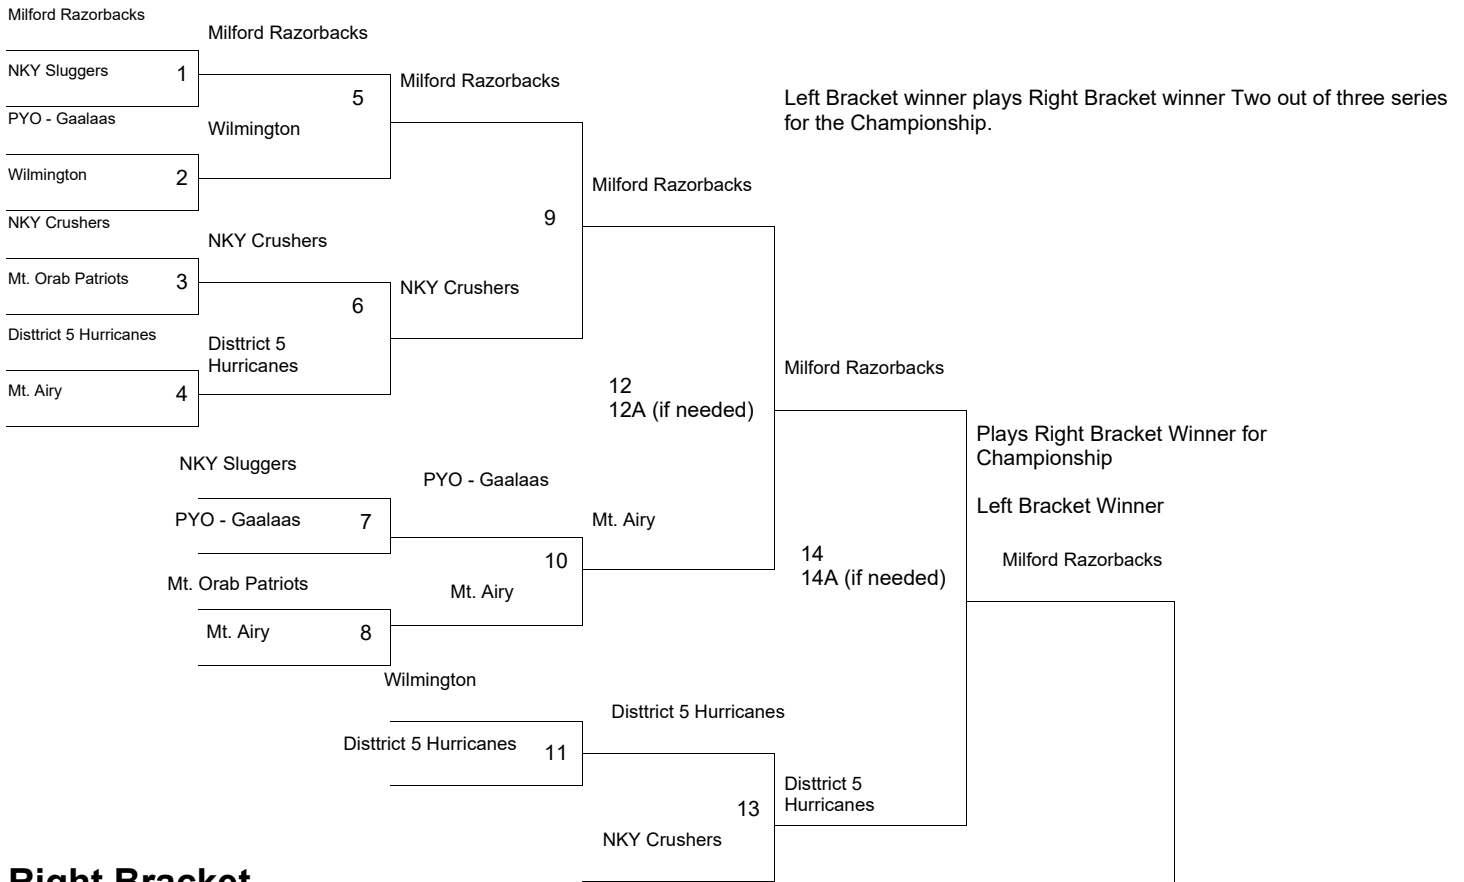 Milford Razorbacks
Milford Razorbacks
NKY Sluggers 1
Milford Razorbacks
5
Left Bracket winner plays Right Bracket winner Two out of three series
for the Championship.
PYO - Gaalaas
Wilmington
Wilmington 2
Milford Razorbacks
9
NKY Crushers
NKY Crushers
Mt. Orab Patriots 3
NKY Crushers
6
Disttrict 5 Hurricanes
Disttrict 5
Hurricanes
Mt. Airy 4
12
12A (if needed)
Milford Razorbacks
Plays Right Bracket Winner for
Championship
Left Bracket Winner
Milford Razorbacks
NKY Sluggers
PYO - Gaalaas
PYO - Gaalaas 7
Mt. Airy
10
14
14A (if needed)
Mt. Orab Patriots
Mt. Airy
Mt. Airy 8
Wilmington
Disttrict 5 Hurricanes
Disttrict 5 Hurricanes 11
Disttrict 5
Hurricanes
13
NKY Crushers
Right Bracket